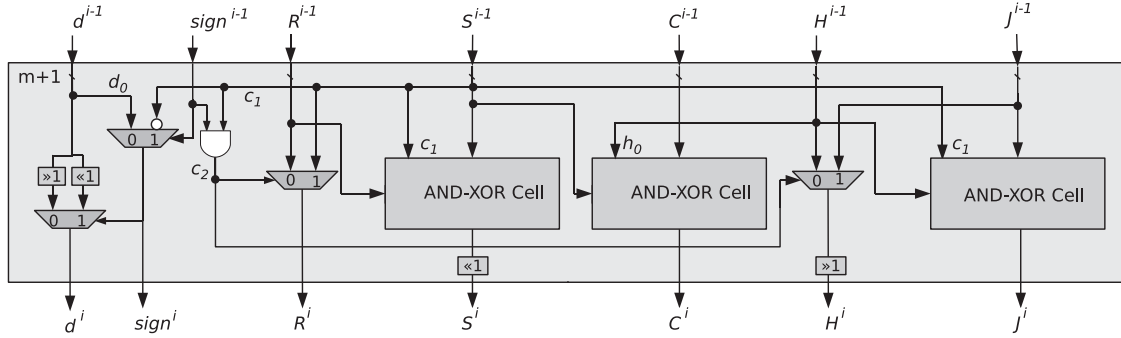 d^{i-1} sign^{i-1} R^{i-1} S^{i-1} C^{i-1} H^{i-1} J^{i-1}
m+1
d_0 c_1
0 1 c_1 h_0 c_1
»1 «1 c_2 0 1 AND-XOR Cell AND-XOR Cell 0 1 AND-XOR Cell
0 1
«1 »1
d^i sign^i R^i S^i C^i H^i J^i